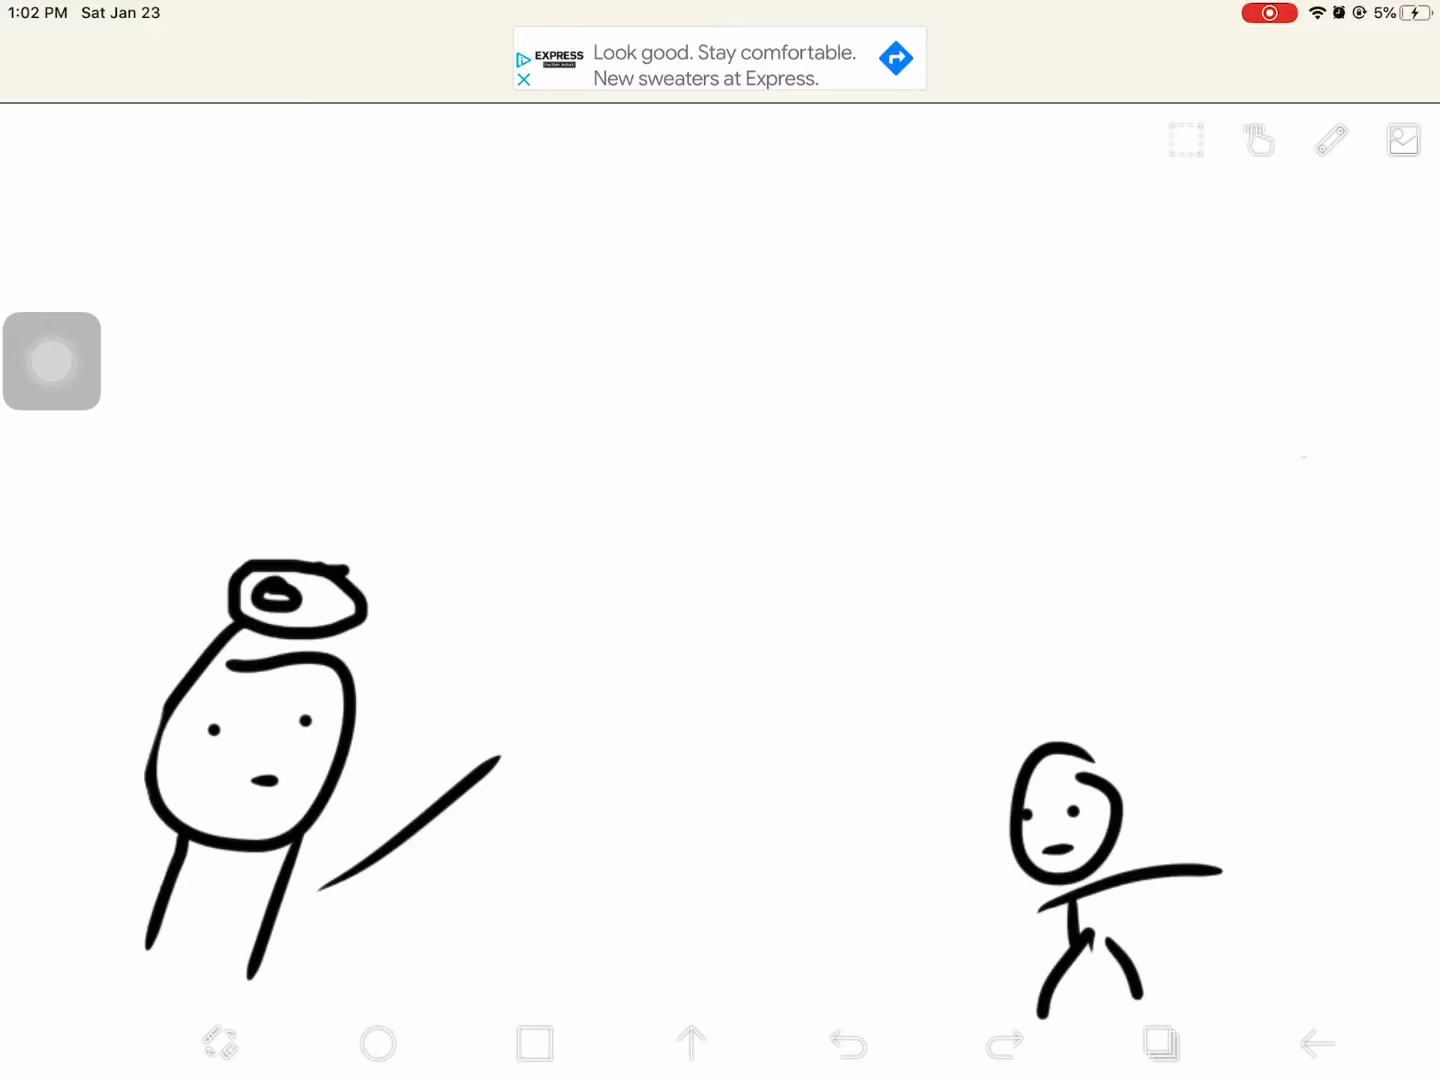 1:02 PM Sat Jan 23
5%
EXPRESS
Look good. Stay comfortable.
New sweaters at Express.